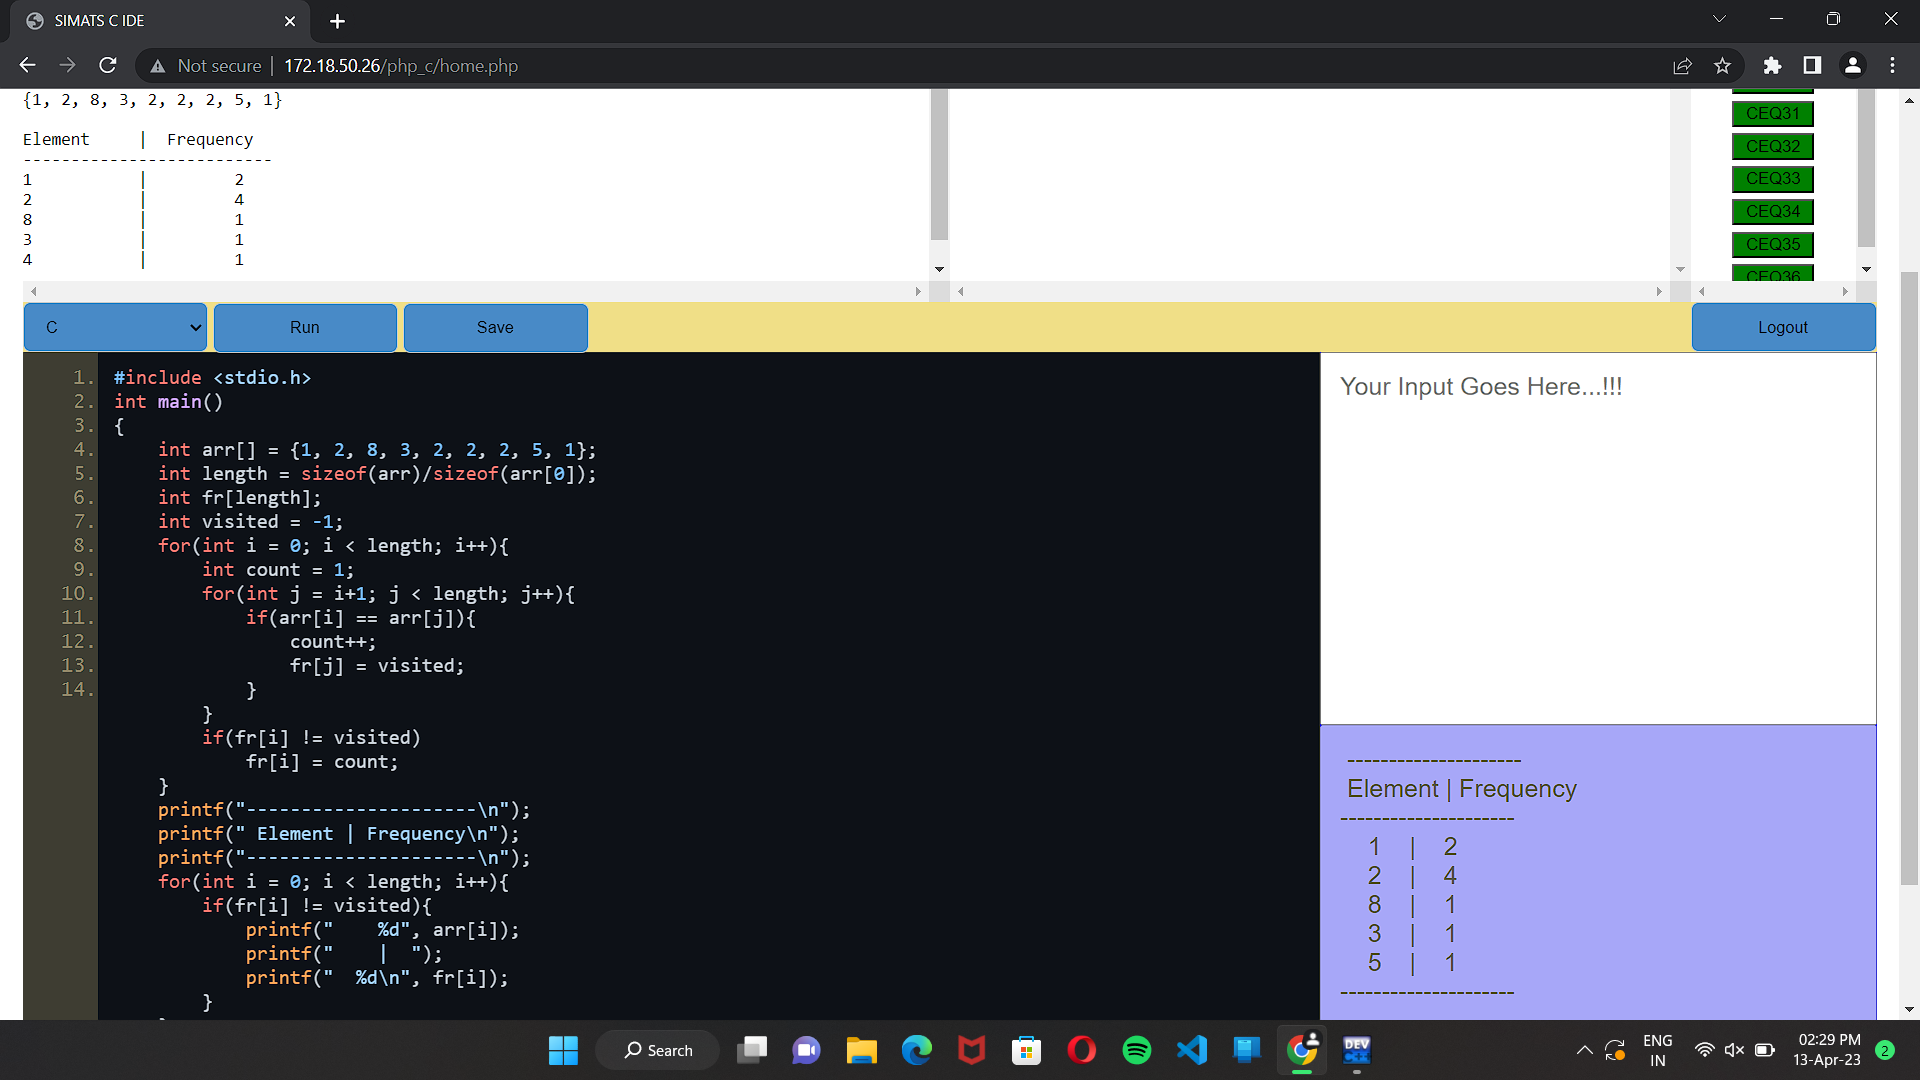 SIMATS C IDE
Not secure | 172.18.50.26/php_c/home.php
{1, 2, 8, 3, 2, 2, 2, 5, 1}
Element | Frequency
--------------------------
1 | 2
2 | 4
8 | 1
3 | 1
4 | 1
CEQ31
CEQ32
CEQ33
CEQ34
CEQ35
CEQ36
C
Run
Save
Logout
1. #include <stdio.h>
2. int main()
3. {
4.     int arr[] = {1, 2, 8, 3, 2, 2, 2, 5, 1};
5.     int length = sizeof(arr)/sizeof(arr[0]);
6.     int fr[length];
7.     int visited = -1;
8.     for(int i = 0; i < length; i++){
9.         int count = 1;
10.         for(int j = i+1; j < length; j++){
11.             if(arr[i] == arr[j]){
12.                 count++;
13.                 fr[j] = visited;
14.             }
        }
        if(fr[i] != visited)
            fr[i] = count;
    }
    printf("---------------------\n");
    printf(" Element | Frequency\n");
    printf("---------------------\n");
    for(int i = 0; i < length; i++){
        if(fr[i] != visited){
            printf("    %d", arr[i]);
            printf("    |  ");
            printf("  %d\n", fr[i]);
        }
Your Input Goes Here...!!!
---------------------
Element | Frequency
---------------------
1 | 2
2 | 4
8 | 1
3 | 1
5 | 1
---------------------
Search
DEV
C++
ENG
IN
02:29 PM
13-Apr-23
2